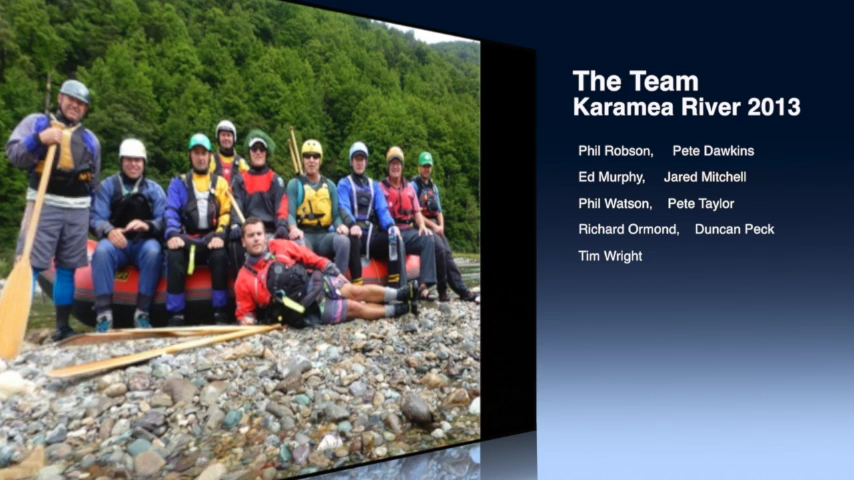 The Team
Karamea River 2013
Phil Robson, Pete Dawkins
Ed Murphy, Jared Mitchell
Phil Watson, Pete Taylor
Richard Ormond, Duncan Peck
Tim Wright